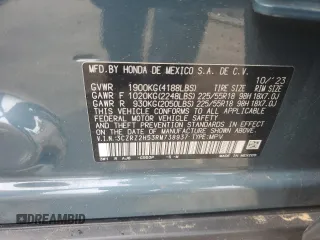 MFD. BY HONDA DE MEXICO S.A. DE C.V.
10/'23
GVWR 1900KG(4188LBS) TIRE SIZE RIM SIZE
GAWR F 1020KG(2248LBS) 225/55R18 98H 18X7.0J
GAWR R 930KG(2050LBS) 225/55R18 98H 18X7.0J
THIS VEHICLE CONFORMS TO ALL APPLICABLE
FEDERAL MOTOR VEHICLE SAFETY AND
THEFT PREVENTION STANDARDS IN EFFECT ON
THE DATE OF MANUFACTURE SHOWN ABOVE.
V.I.N.:3CZRZ2H53RM738937 TYPE:MPV
DREAMBID